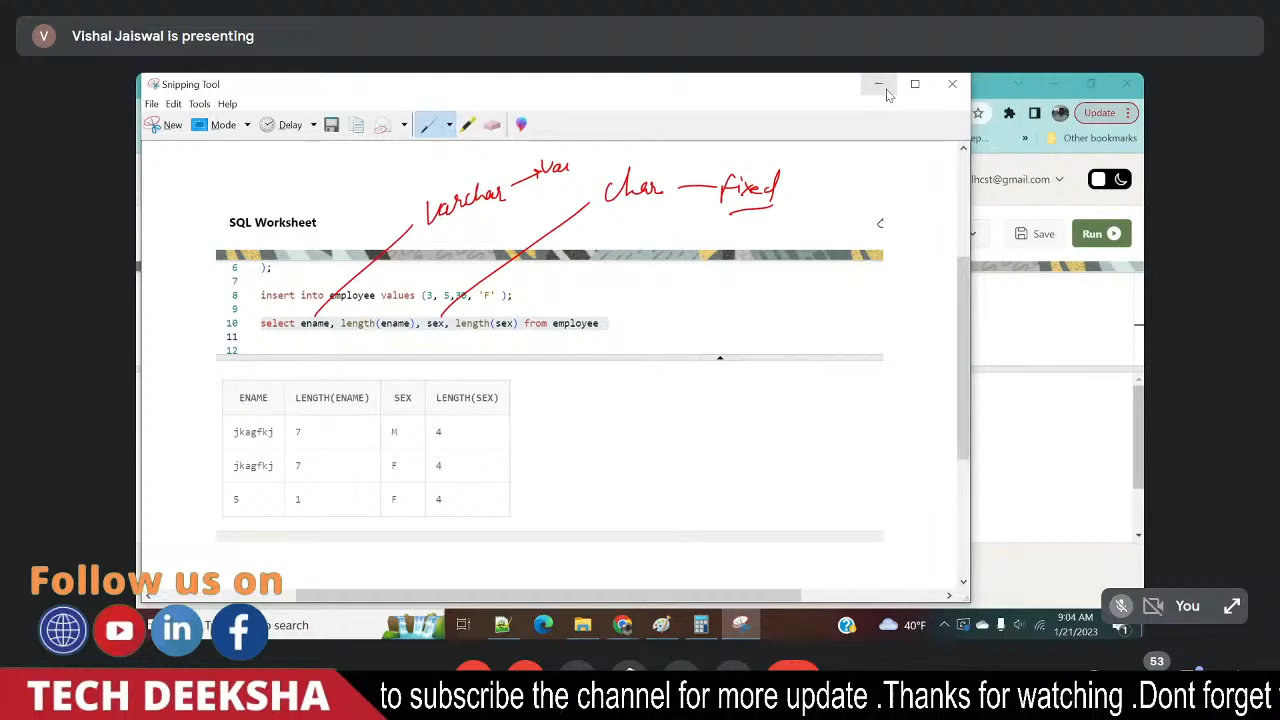 V Vishal Jaiswal is presenting
Snipping Tool
File Edit Tools Help
New Mode Delay
Update
» Other bookmarks
lhcst@gmail.com
Save Run
varchar → Var
char — fixed
SQL Worksheet
6 );
7
8 insert into employee values (3, 5,30, 'F' );
9
10 select ename, length(ename), sex, length(sex) from employee
11
12
ENAME LENGTH(ENAME) SEX LENGTH(SEX)
jkagfkj 7 M 4
jkagfkj 7 F 4
5 1 F 4
Follow us on
You
search
40°F
9:04 AM
1/21/2023
1
53
TECH DEEKSHA
to subscribe the channel for more update .Thanks for watching .Dont forget